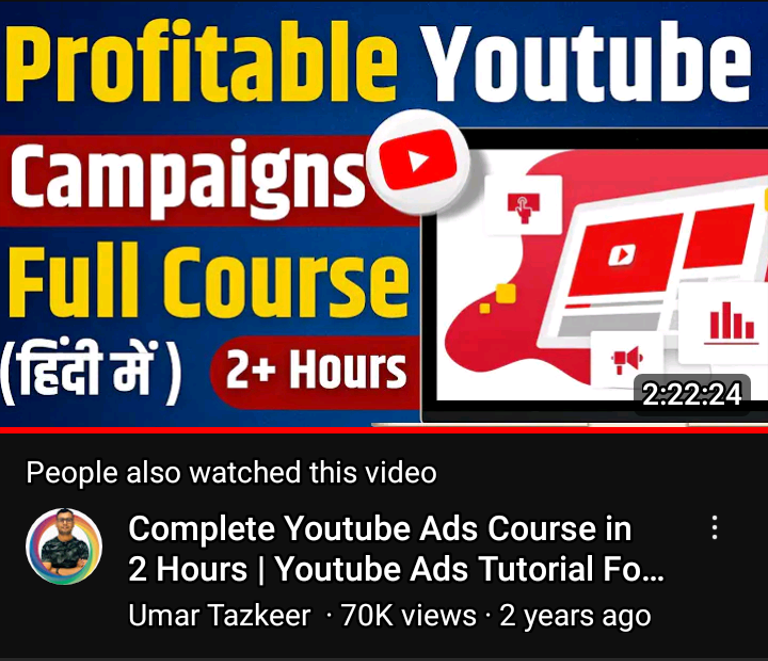 Profitable Youtube
Campaigns
Full Course
(हिंदी में )
2+ Hours
2:22:24
People also watched this video
Complete Youtube Ads Course in
2 Hours | Youtube Ads Tutorial Fo...
Umar Tazkeer · 70K views · 2 years ago